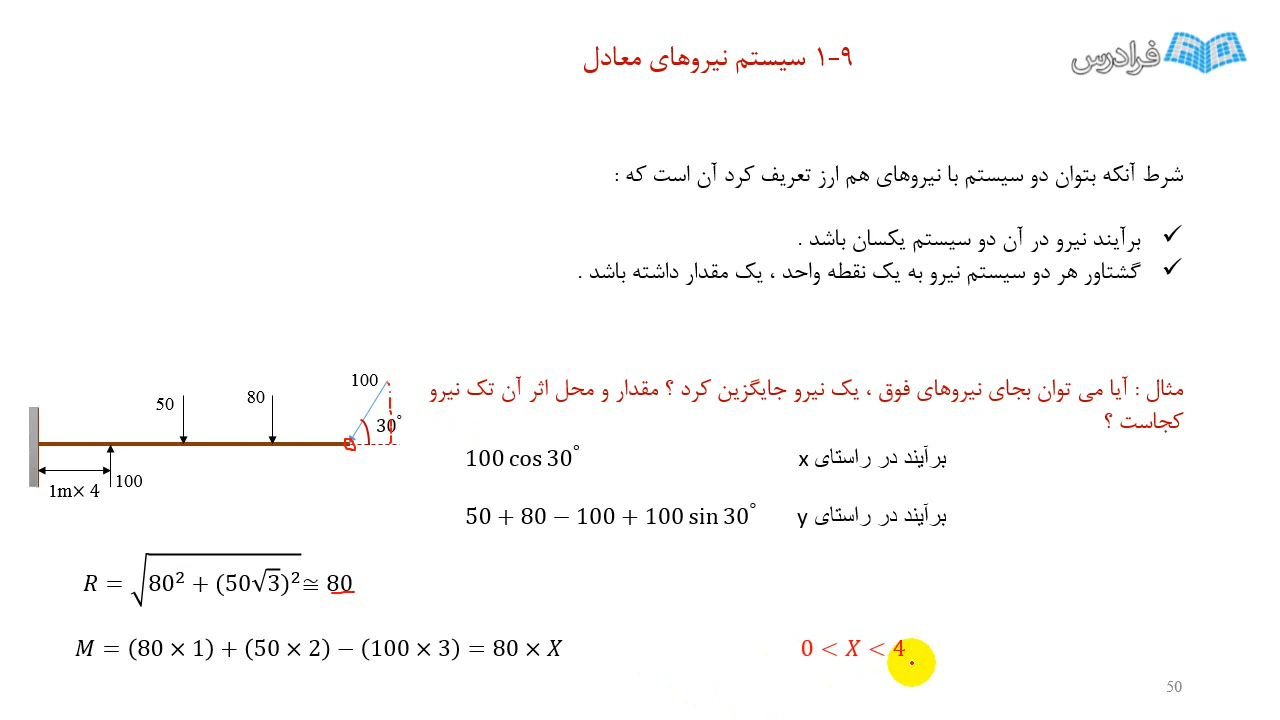 فرادرس
۱-۹ سیستم نیروهای معادل
شرط آنکه بتوان دو سیستم با نیروهای هم ارز تعریف کرد آن است که :
✓ برآیند نیرو در آن دو سیستم یکسان باشد .
✓ گشتاور هر دو سیستم نیرو به یک نقطه واحد ، یک مقدار داشته باشد .
مثال : آیا می توان بجای نیروهای فوق ، یک نیرو جایگزین کرد ؟ مقدار و محل اثر آن تک نیرو
کجاست ؟
100
80
50
30°
100
1m× 4
برآیند در راستای x 100 cos 30°
برآیند در راستای y 50 + 80 − 100 + 100 sin 30°
R = √80² + (50√3)² ≅ 80
M = (80 × 1) + (50 × 2) − (100 × 3) = 80 × X
0 < X < 4
50